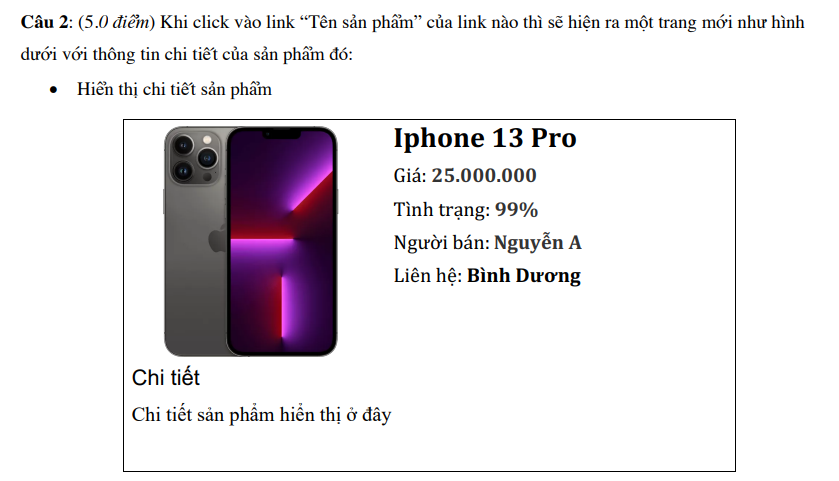 Câu 2: (5.0 điểm) Khi click vào link “Tên sản phẩm” của link nào thì sẽ hiện ra một trang mới như hình
dưới với thông tin chi tiết của sản phẩm đó:
• Hiển thị chi tiết sản phẩm
Iphone 13 Pro
Giá: 25.000.000
Tình trạng: 99%
Người bán: Nguyễn A
Liên hệ: Bình Dương
Chi tiết
Chi tiết sản phẩm hiển thị ở đây